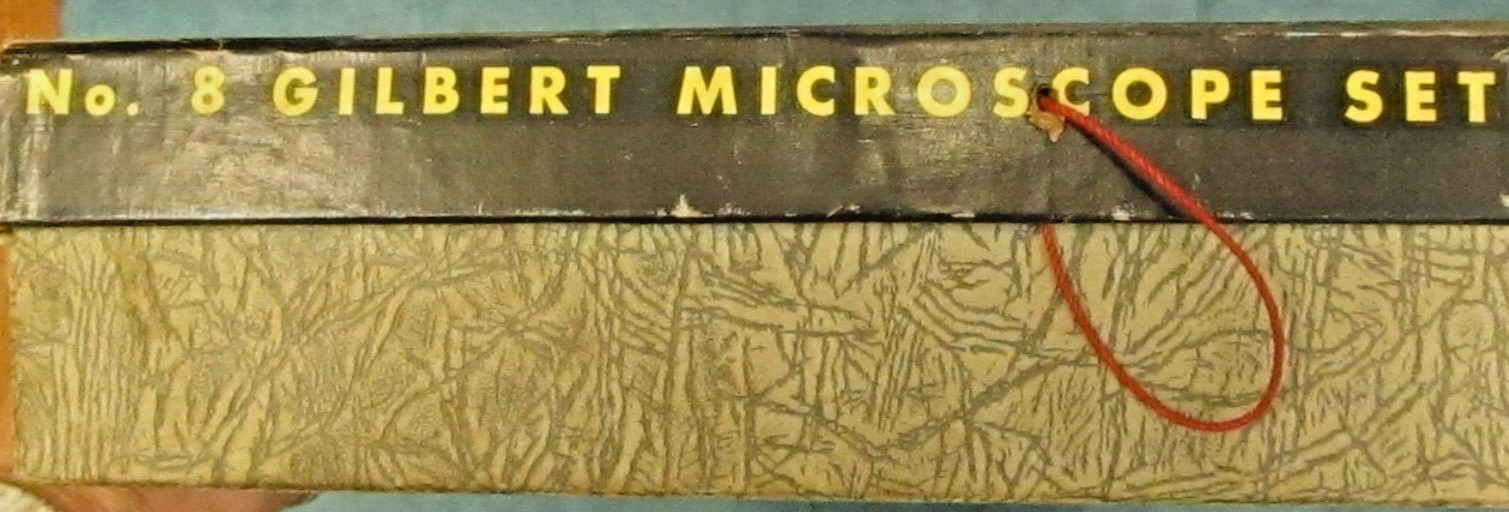 No. 8 GILBERT MICROSCOPE SET